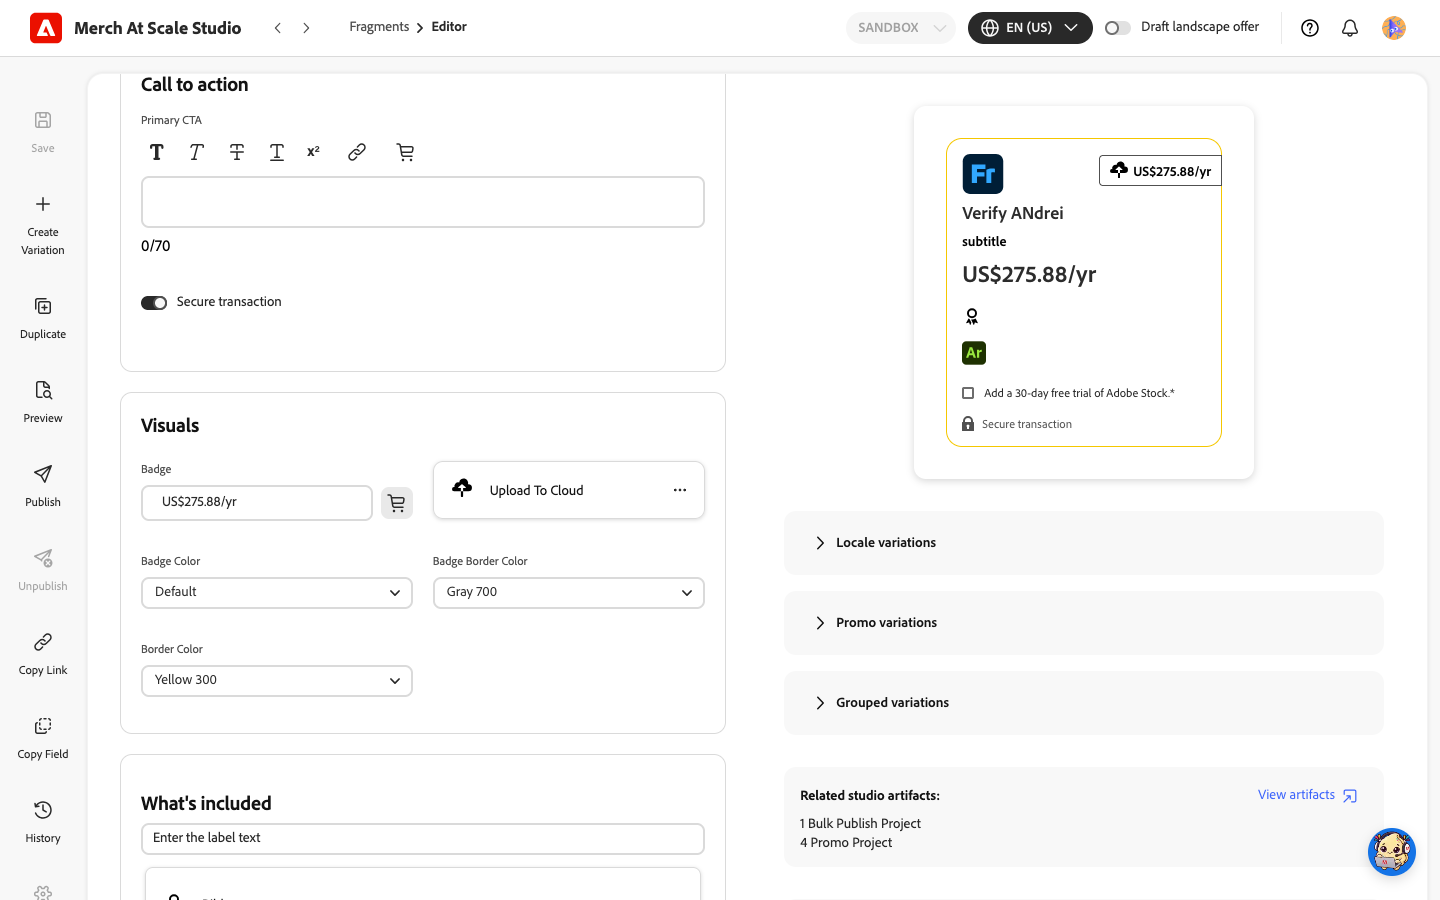 Merch At Scale Studio
Fragments
Editor
SANDBOX
EN (US)
Draft landscape offer
Save
Create
Variation
Duplicate
Preview
Publish
Unpublish
Copy Link
Copy Field
History
Call to action
Primary CTA
T T T T x²
0/70
Secure transaction
Visuals
Badge
US$275.88/yr
Upload To Cloud
Badge Color
Default
Badge Border Color
Gray 700
Border Color
Yellow 300
What's included
Enter the label text
Fr
US$275.88/yr
Verify ANdrei
subtitle
US$275.88/yr
Ar
Add a 30-day free trial of Adobe Stock.*
Secure transaction
Locale variations
Promo variations
Grouped variations
Related studio artifacts:
View artifacts
1 Bulk Publish Project
4 Promo Project